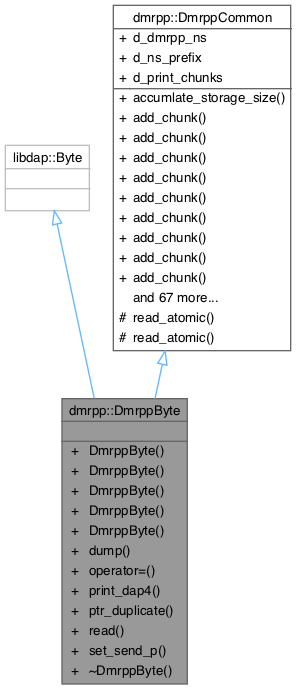 dmrpp::DmrppCommon
+ d_dmrpp_ns
+ d_ns_prefix
+ d_print_chunks
+ accumlate_storage_size()
+ add_chunk()
+ add_chunk()
+ add_chunk()
+ add_chunk()
+ add_chunk()
+ add_chunk()
+ add_chunk()
+ add_chunk()
+ add_chunk()
and 67 more...
# read_atomic()
# read_atomic()
libdap::Byte
dmrpp::DmrppByte
+ DmrppByte()
+ DmrppByte()
+ DmrppByte()
+ DmrppByte()
+ DmrppByte()
+ dump()
+ operator=()
+ print_dap4()
+ ptr_duplicate()
+ read()
+ set_send_p()
+ ~DmrppByte()